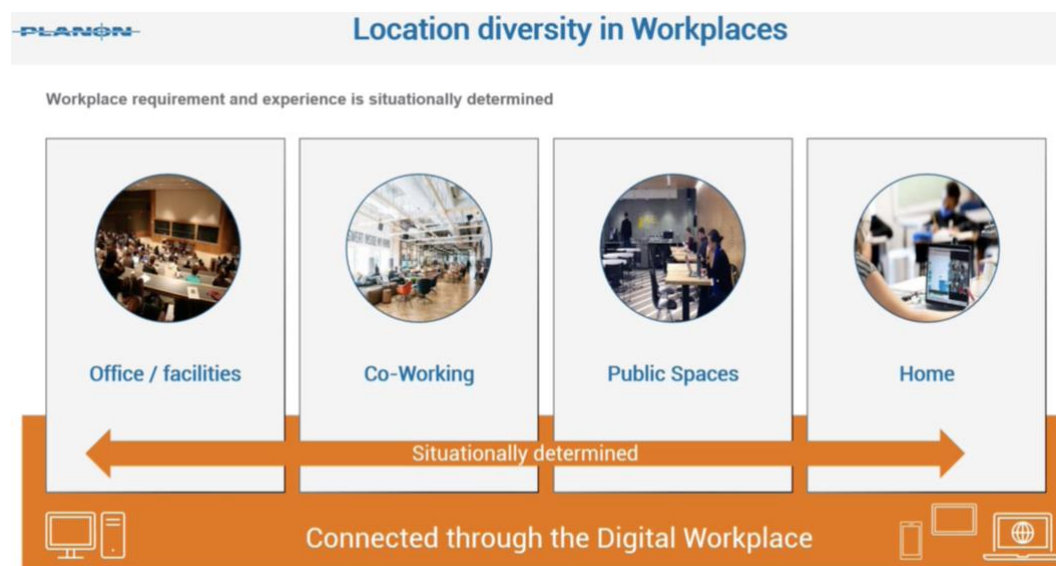 PLANON
Location diversity in Workplaces
Workplace requirement and experience is situationally determined
Office / facilities
Co-Working
Public Spaces
Home
Situationally determined
Connected through the Digital Workplace